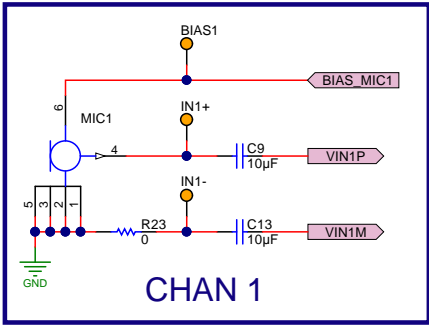 BIAS1
BIAS_MIC1
6
MIC1
IN1+
4
C9
10µF
VIN1P
IN1-
5
3
2
1
R23
0
C13
10µF
VIN1M
GND
CHAN 1